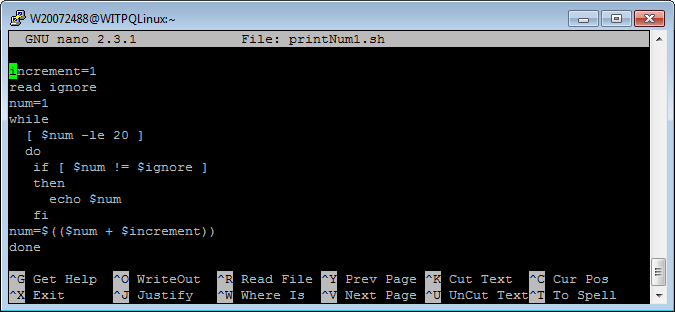 W20072488@WITPQLinux:~
GNU nano 2.3.1 File: printNum1.sh
increment=1
read ignore
num=1
while
[ $num -le 20 ]
do
if [ $num != $ignore ]
then
echo $num
fi
num=$(($num + $increment))
done
^G Get Help ^O WriteOut ^R Read File ^Y Prev Page ^K Cut Text ^C Cur Pos
^X Exit ^J Justify ^W Where Is ^V Next Page ^U UnCut Text ^T To Spell